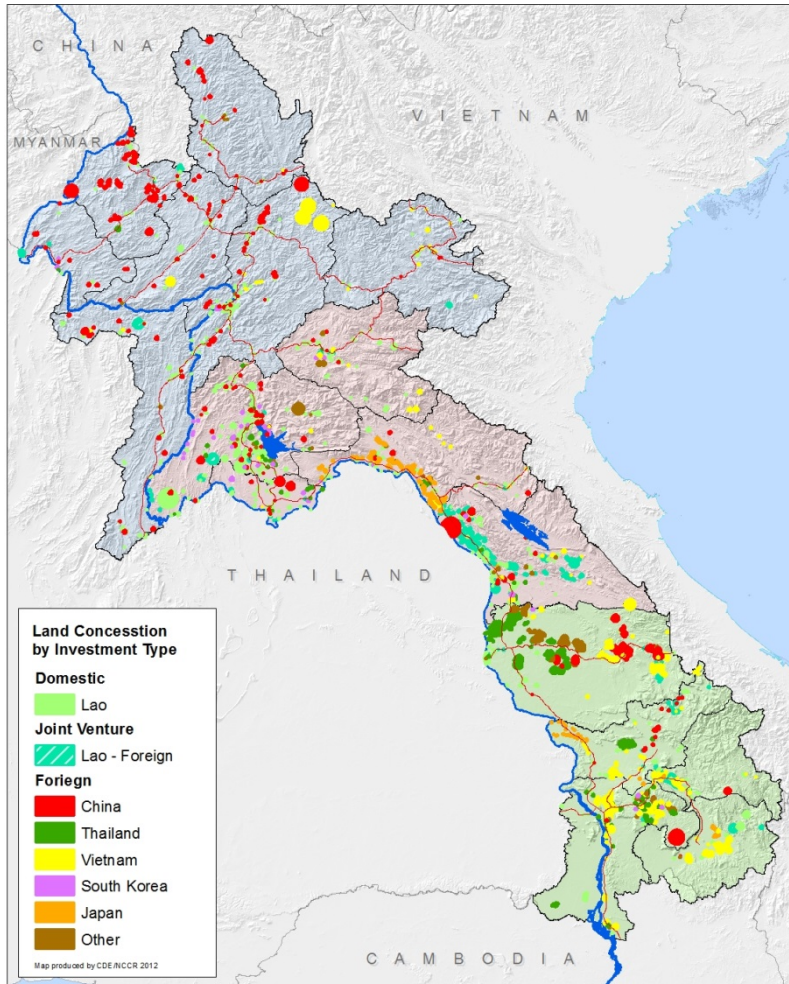 CHINA
VIETNAM
MYANMAR
THAILAND
Land Concesstion
by Investment Type
Domestic
Lao
Joint Venture
Lao - Foreign
Foriegn
China
Thailand
Vietnam
South Korea
Japan
Other
Map produced by CDE/NCCR 2012
CAMBODIA